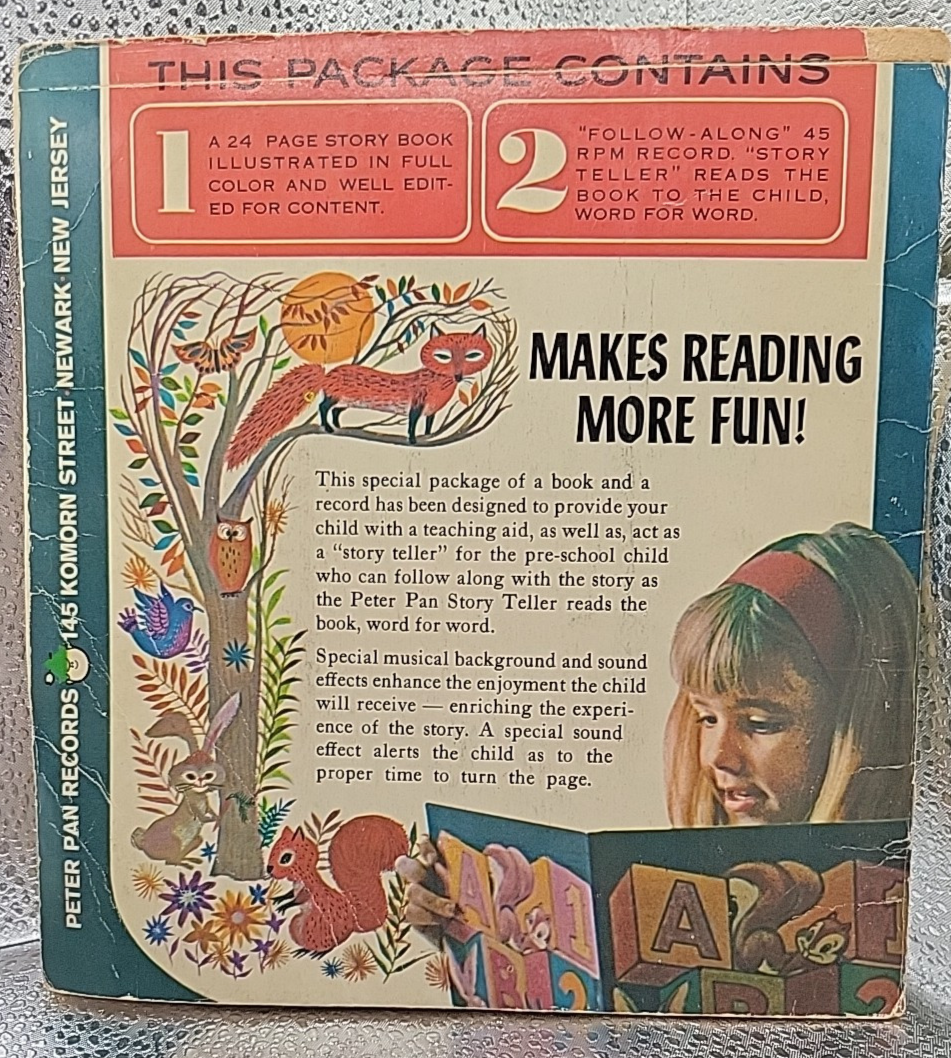 THIS PACKAGE CONTAINS
1
A 24 PAGE STORY BOOK
ILLUSTRATED IN FULL
COLOR AND WELL EDIT-
ED FOR CONTENT.
2
"FOLLOW-ALONG" 45
RPM RECORD. "STORY
TELLER" READS THE
BOOK TO THE CHILD,
WORD FOR WORD.
MAKES READING
MORE FUN!
This special package of a book and a
record has been designed to provide your
child with a teaching aid, as well as, act as
a "story teller" for the pre-school child
who can follow along with the story as
the Peter Pan Story Teller reads the
book, word for word.
Special musical background and sound
effects enhance the enjoyment the child
will receive — enriching the experi-
ence of the story. A special sound
effect alerts the child as to the
proper time to turn the page.
PETER PAN RECORDS 145 KOMORN STREET · NEWARK · NEW JERSEY
A 1
B 2
A 1
B 2